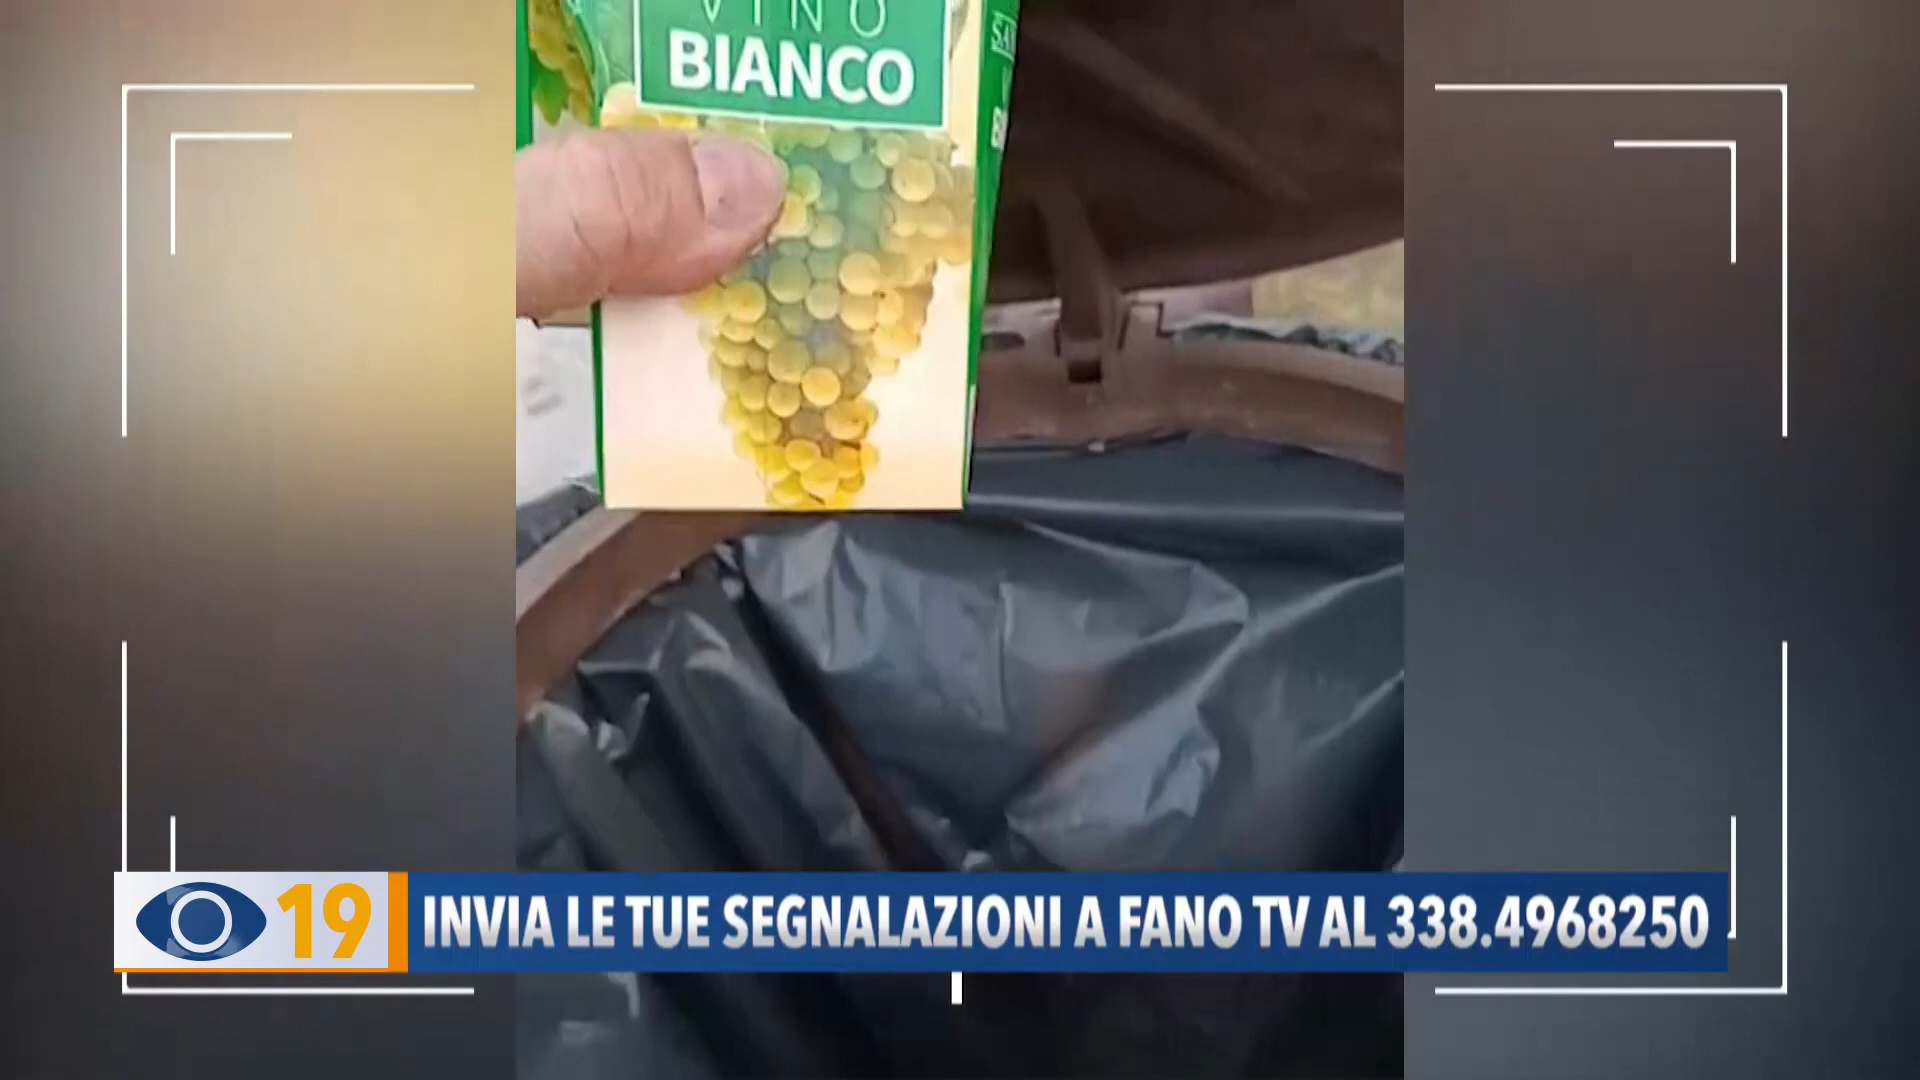 VINO
BIANCO
19
INVIA LE TUE SEGNALAZIONI A FANO TV AL 338.4968250